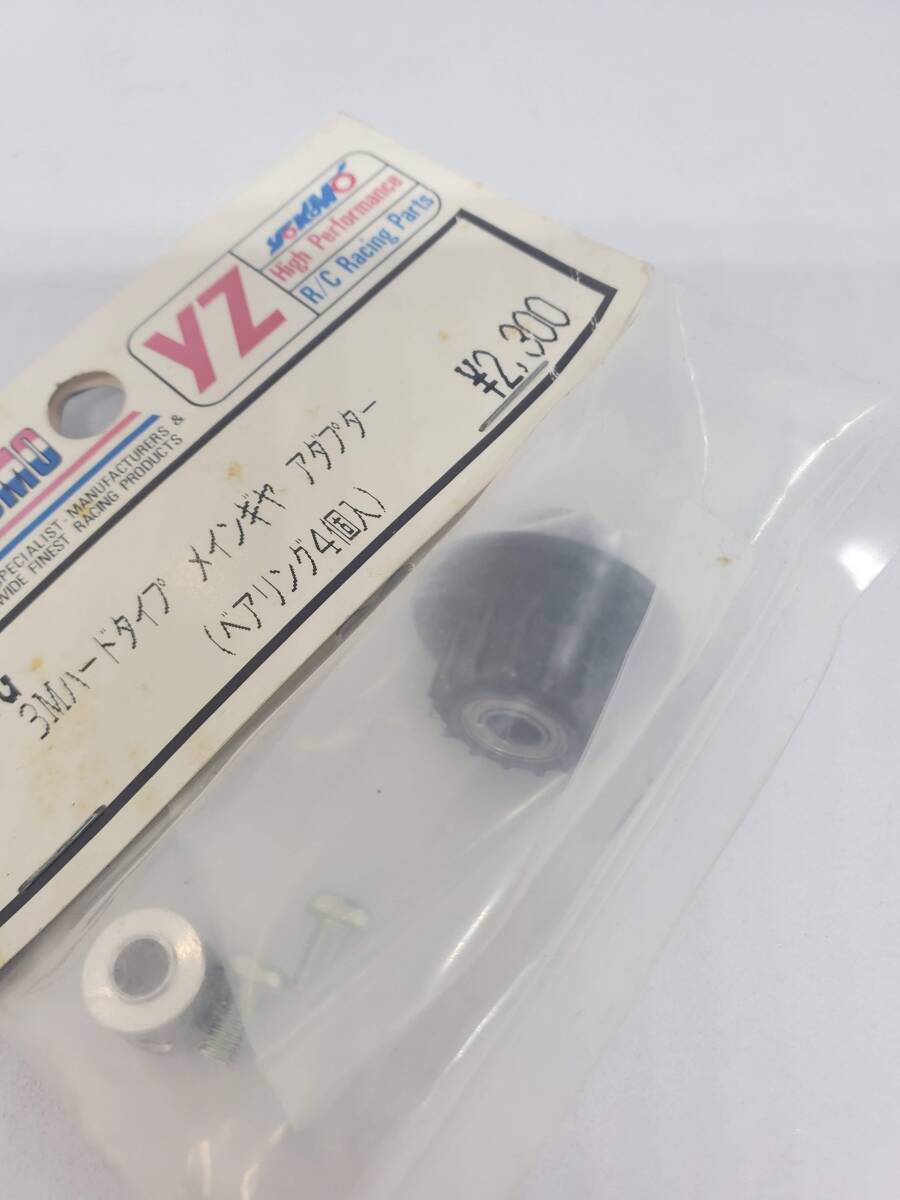 YOKOMO
High Performance
R/C Racing Parts
YZ
¥2,300
SPECIALIST-MANUFACTURERS &
WIDE FINEST RACING PRODUCTS
3Mハードタイプ メインギヤ アダプター
(ベアリング4個入)